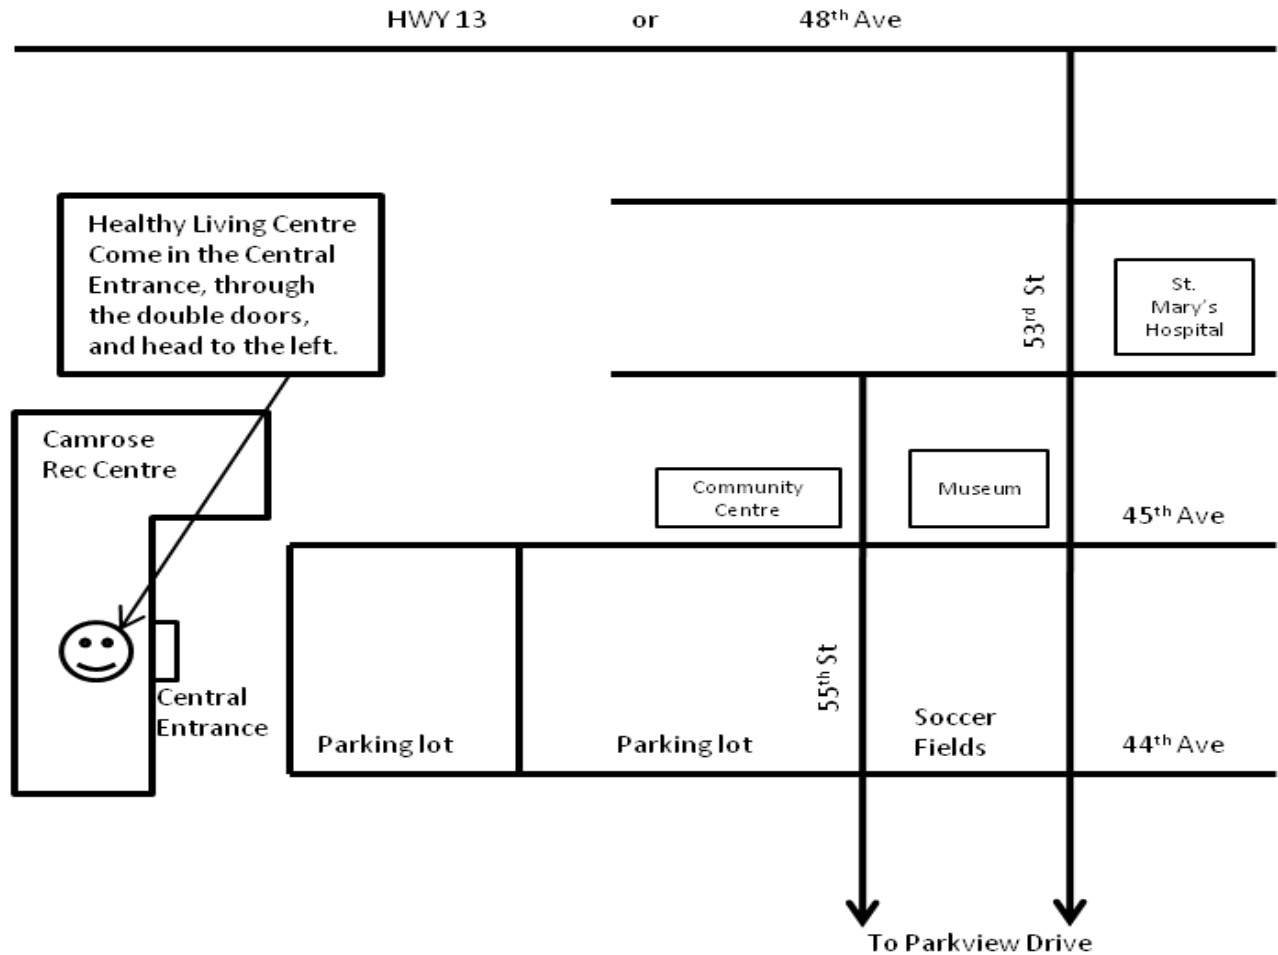 HWY 13 or 48th Ave
Healthy Living Centre
Come in the Central
Entrance, through
the double doors,
and head to the left.
53rd St
St.
Mary's
Hospital
Camrose
Rec Centre
Community
Centre
Museum
45th Ave
55th St
Central
Entrance
Parking lot
Parking lot
Soccer
Fields
44th Ave
To Parkview Drive